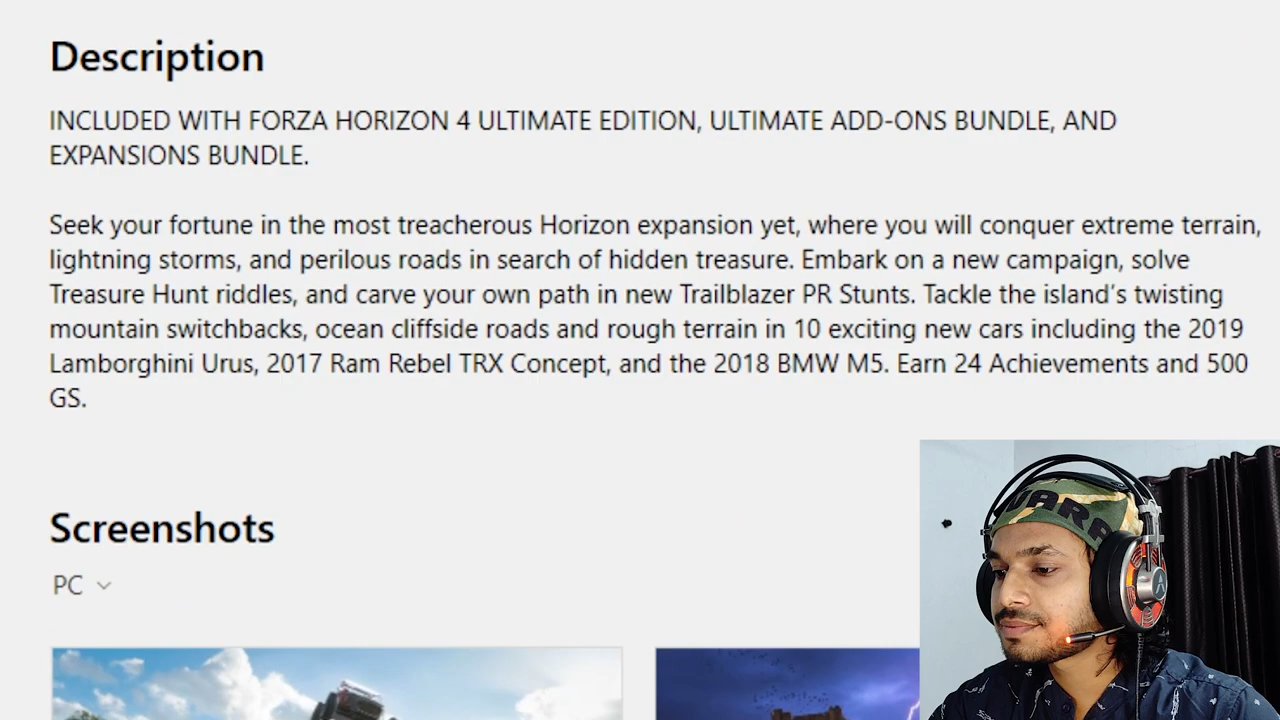 Description
INCLUDED WITH FORZA HORIZON 4 ULTIMATE EDITION, ULTIMATE ADD-ONS BUNDLE, AND
EXPANSIONS BUNDLE.
Seek your fortune in the most treacherous Horizon expansion yet, where you will conquer extreme terrain,
lightning storms, and perilous roads in search of hidden treasure. Embark on a new campaign, solve
Treasure Hunt riddles, and carve your own path in new Trailblazer PR Stunts. Tackle the island’s twisting
mountain switchbacks, ocean cliffside roads and rough terrain in 10 exciting new cars including the 2019
Lamborghini Urus, 2017 Ram Rebel TRX Concept, and the 2018 BMW M5. Earn 24 Achievements and 500
GS.
Screenshots
PC